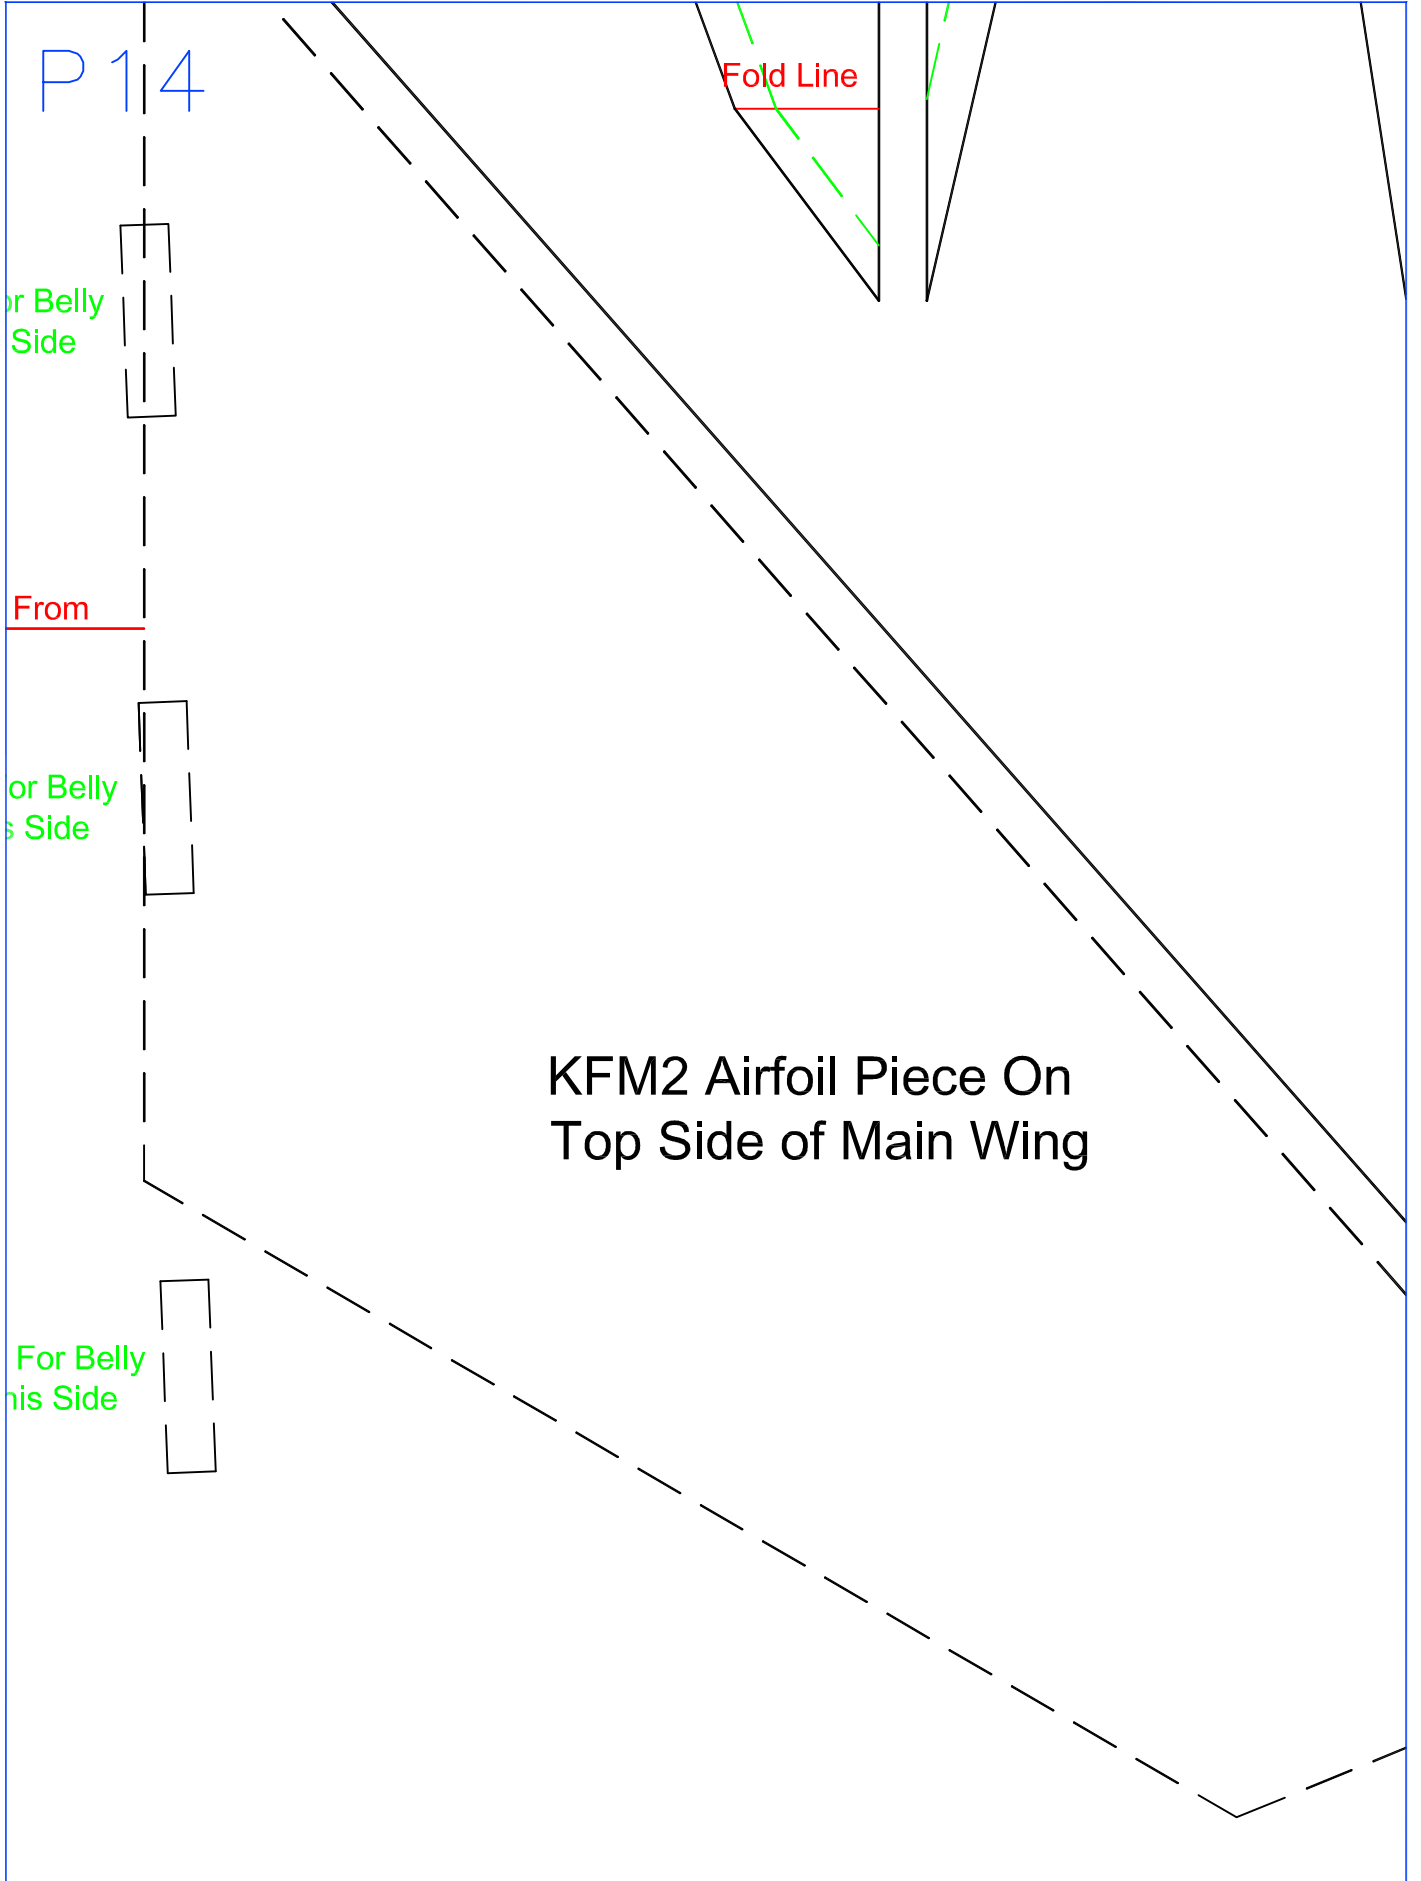 P14
Fold Line
or Belly
Side
From
or Belly
s Side
KFM2 Airfoil Piece On
Top Side of Main Wing
For Belly
his Side